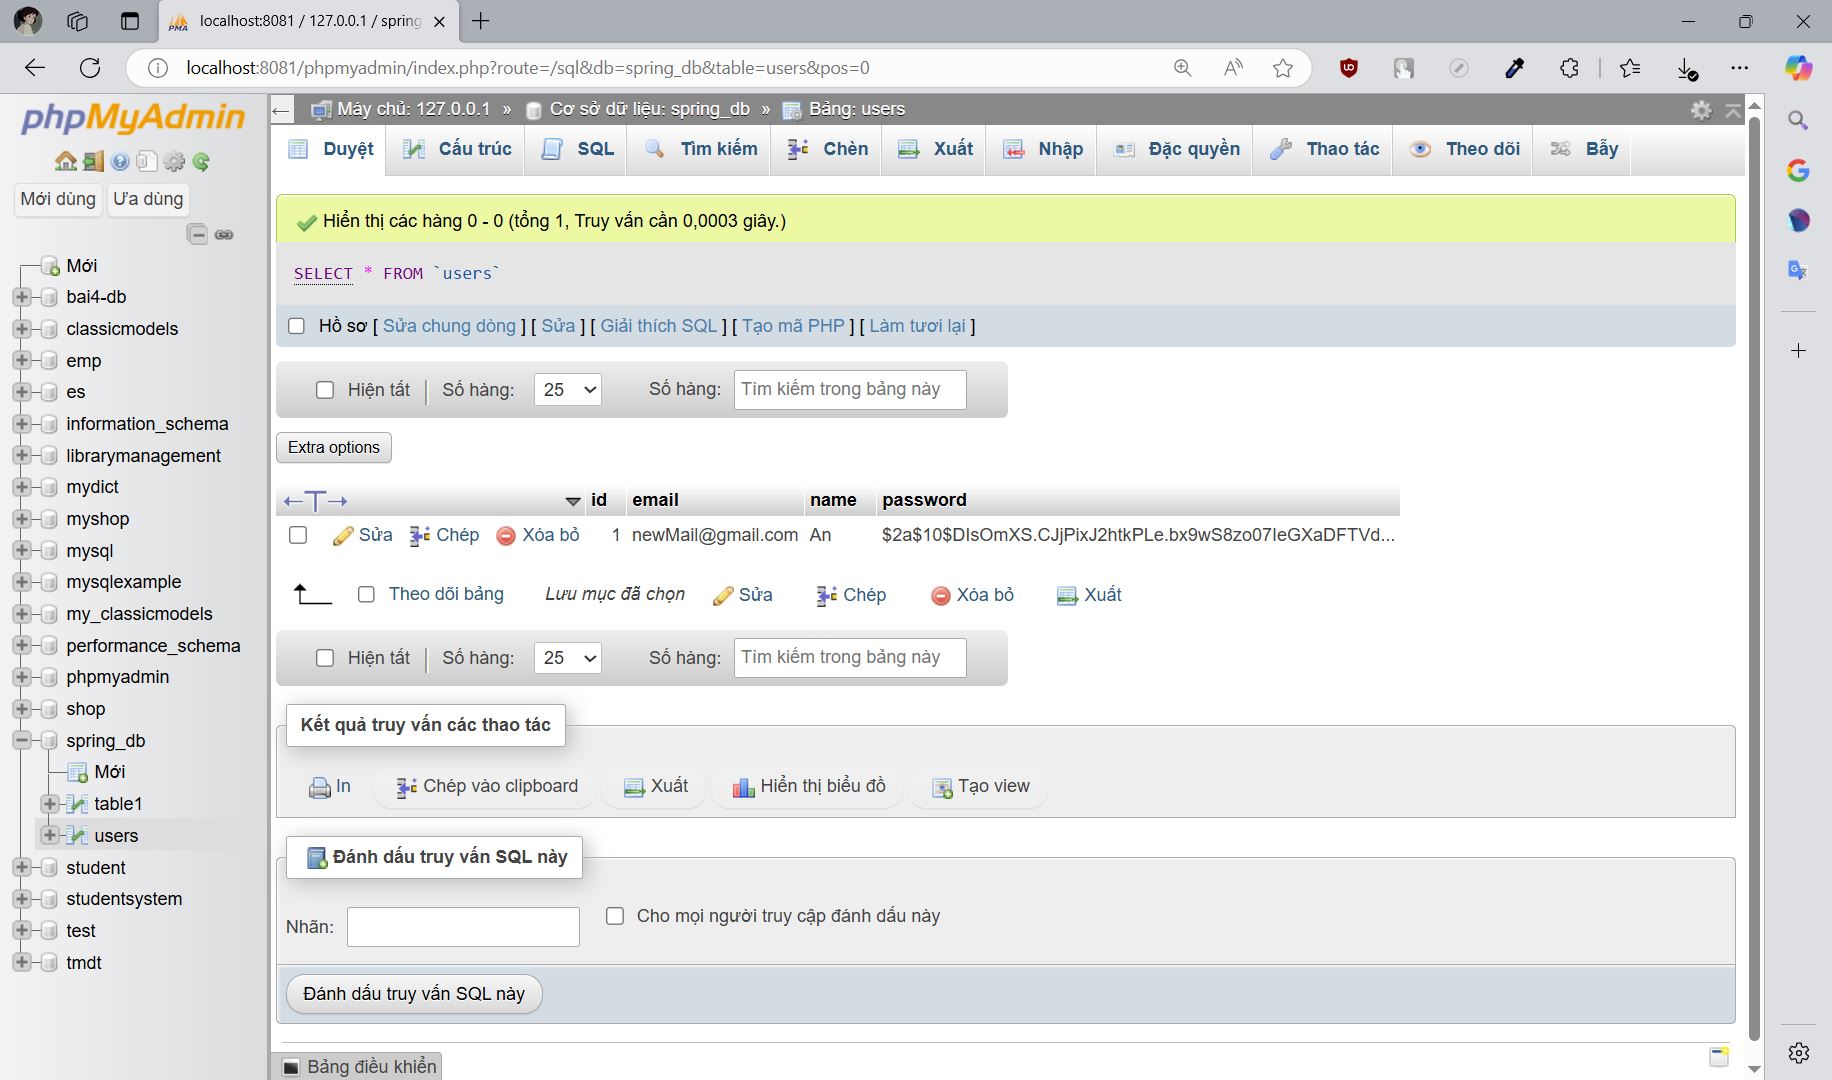 localhost:8081 / 127.0.0.1 / spring
localhost:8081/phpmyadmin/index.php?route=/sql&db=spring_db&table=users&pos=0
phpMyAdmin
Mới dùng
Ưa dùng
Mới
bai4-db
classicmodels
emp
es
information_schema
librarymanagement
mydict
myshop
mysql
mysqlexample
my_classicmodels
performance_schema
phpmyadmin
shop
spring_db
Mới
table1
users
student
studentsystem
test
tmdt
Máy chủ: 127.0.0.1 » Cơ sở dữ liệu: spring_db » Bảng: users
Duyệt Cấu trúc SQL Tìm kiếm Chèn Xuất Nhập Đặc quyền Thao tác Theo dõi Bẫy
Hiển thị các hàng 0 - 0 (tổng 1, Truy vấn cần 0,0003 giây.)
SELECT * FROM `users`
Hồ sơ [ Sửa chung dòng ] [ Sửa ] [ Giải thích SQL ] [ Tạo mã PHP ] [ Làm tươi lại ]
Hiện tất | Số hàng: 25 Số hàng: Tìm kiếm trong bảng này
Extra options
←T→ id email name password
Sửa Chép Xóa bỏ 1 newMail@gmail.com An $2a$10$DIsOmXS.CJjPixJ2htkPLe.bx9wS8zo07IeGXaDFTVd...
Theo dõi bảng Lưu mục đã chọn Sửa Chép Xóa bỏ Xuất
Hiện tất | Số hàng: 25 Số hàng: Tìm kiếm trong bảng này
Kết quả truy vấn các thao tác
In Chép vào clipboard Xuất Hiển thị biểu đồ Tạo view
Đánh dấu truy vấn SQL này
Nhãn: Cho mọi người truy cập đánh dấu này
Đánh dấu truy vấn SQL này
Bảng điều khiển